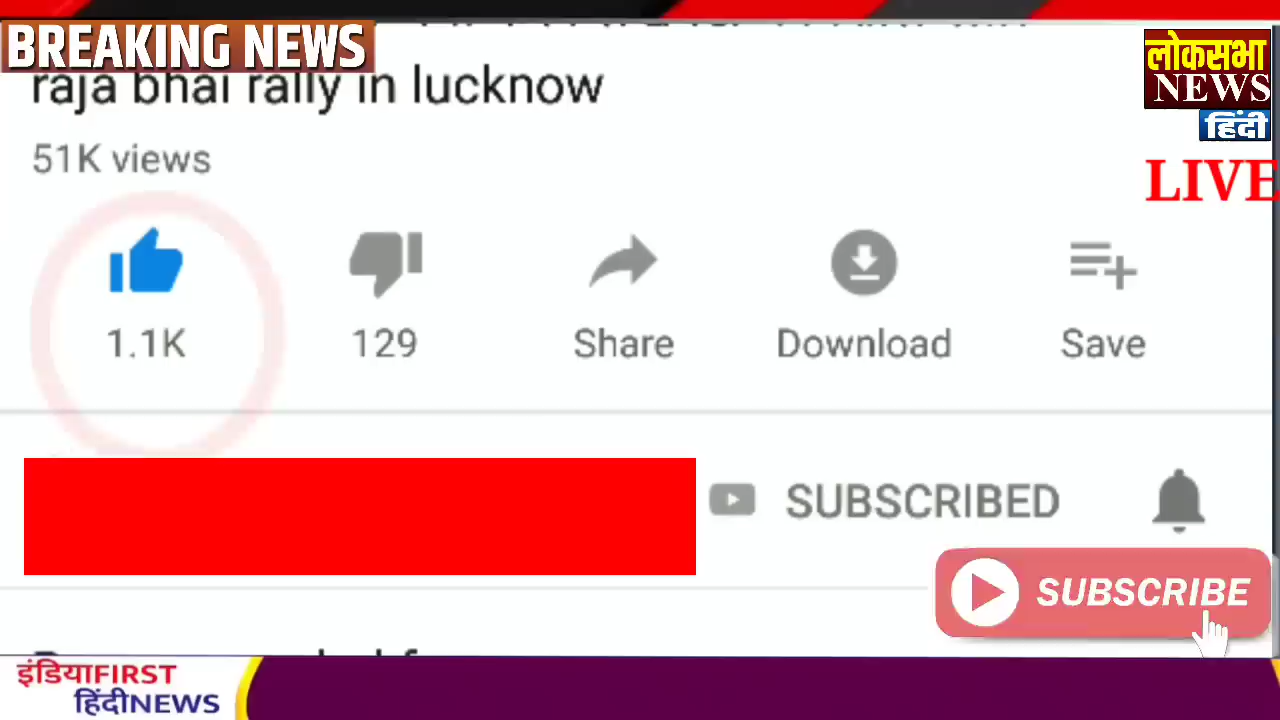 BREAKING NEWS
लोकसभा
NEWS
हिंदी
LIVE
raja bhai rally in lucknow
51K views
1.1K
129
Share
Download
Save
SUBSCRIBED
SUBSCRIBE
इंडियाFIRST
हिंदीNEWS